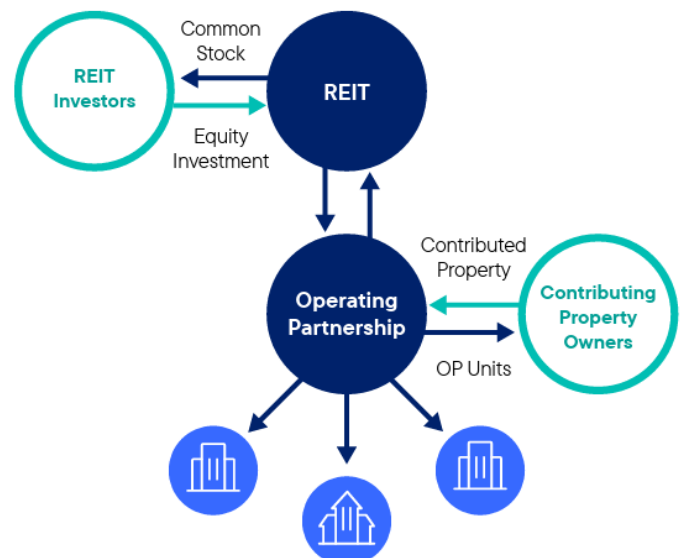 Common
Stock
REIT
Investors
REIT
Equity
Investment
Contributed
Property
Operating
Partnership
Contributing
Property
Owners
OP Units